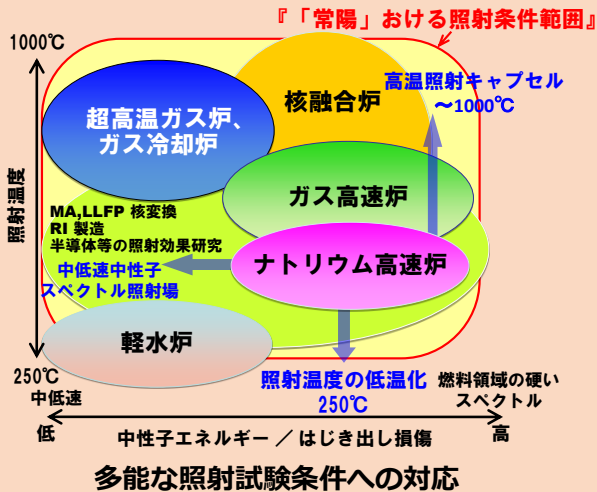 『「常陽」おける照射条件範囲』
1000℃
核融合炉
高温照射キャプセル
～1000℃
超高温ガス炉、
ガス冷却炉
ガス高速炉
照射温度
MA,LLFP 核変換
RI 製造
半導体等の照射効果研究
中低速中性子
スペクトル照射場
ナトリウム高速炉
軽水炉
250℃
照射温度の低温化
250℃
燃料領域の硬い
スペクトル
中低速
低
中性子エネルギー ／ はじき出し損傷
高
多能な照射試験条件への対応